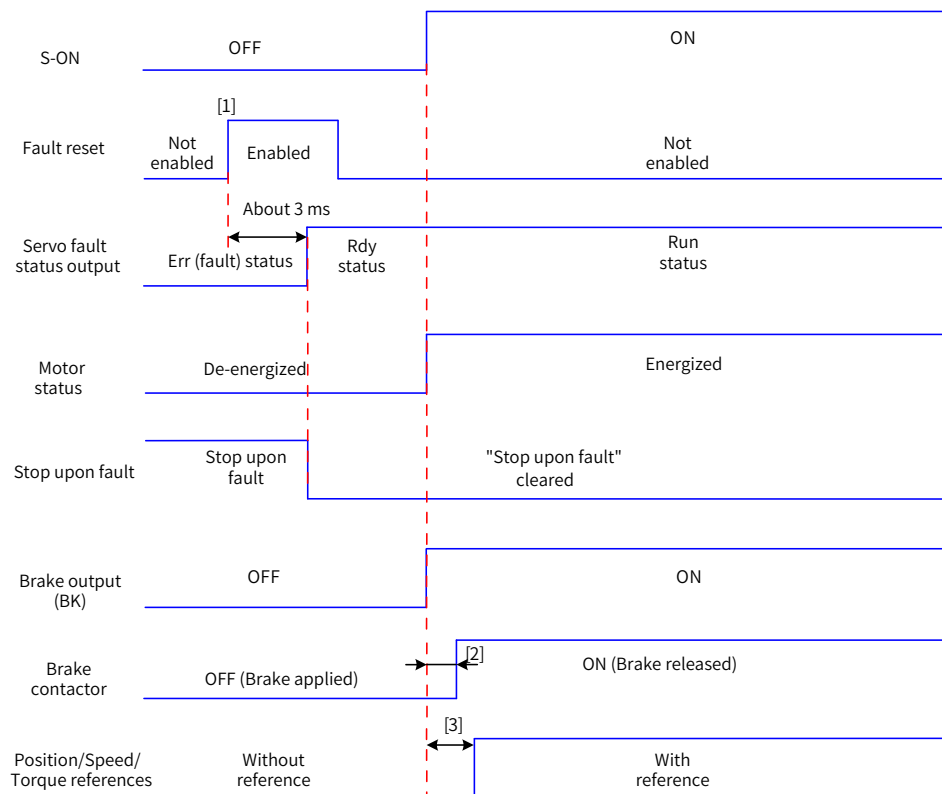 S-ON
OFF
ON
[1]
Fault reset
Not
enabled
Enabled
Not
enabled
About 3 ms
Servo fault
status output
Err (fault) status
Rdy
status
Run
status
Motor
status
De-energized
Energized
Stop upon fault
Stop upon
fault
"Stop upon fault"
cleared
Brake output
(BK)
OFF
ON
Brake
contactor
OFF (Brake applied)
[2]
ON (Brake released)
[3]
Position/Speed/
Torque references
Without
reference
With
reference